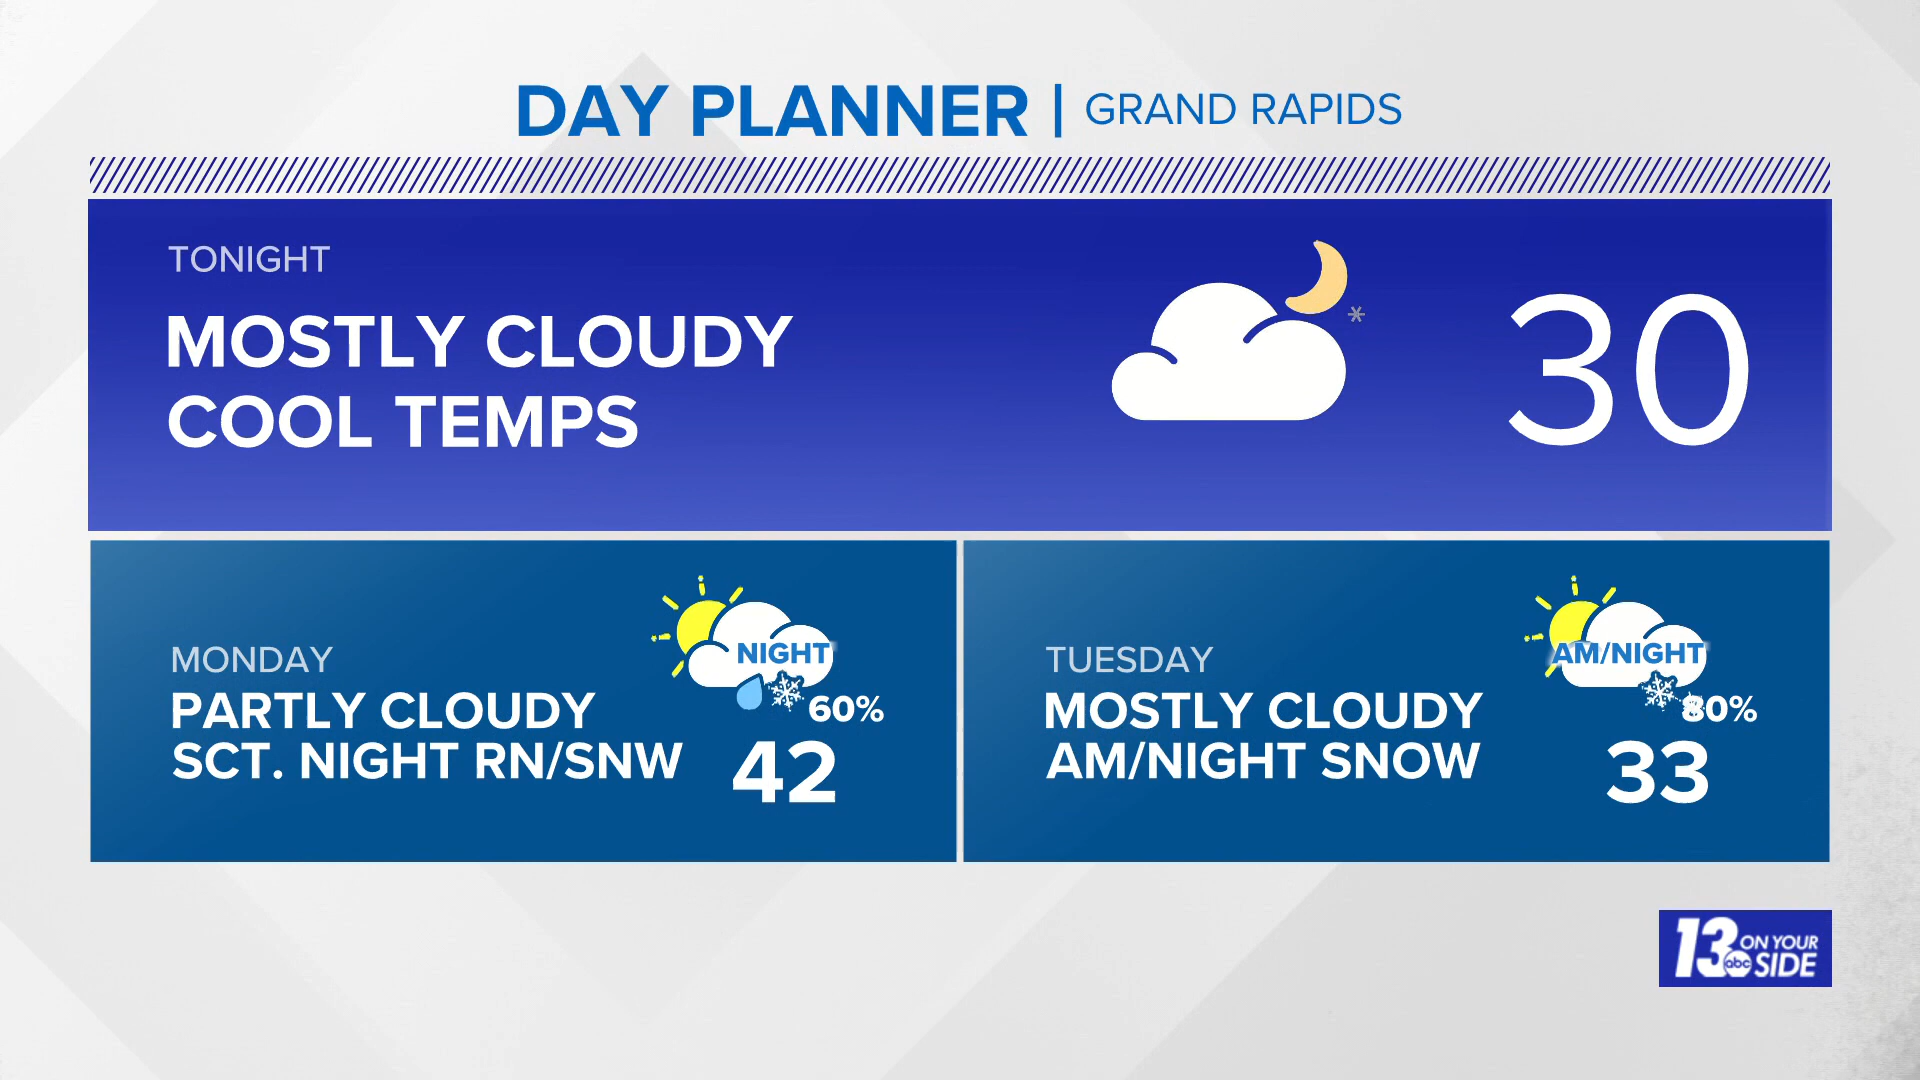 DAY PLANNER | GRAND RAPIDS
TONIGHT
MOSTLY CLOUDY
COOL TEMPS
30
MONDAY
PARTLY CLOUDY
SCT. NIGHT RN/SNW
NIGHT
60%
42
TUESDAY
MOSTLY CLOUDY
AM/NIGHT SNOW
AM/NIGHT
80%
33
13 abc ON YOUR
SIDE